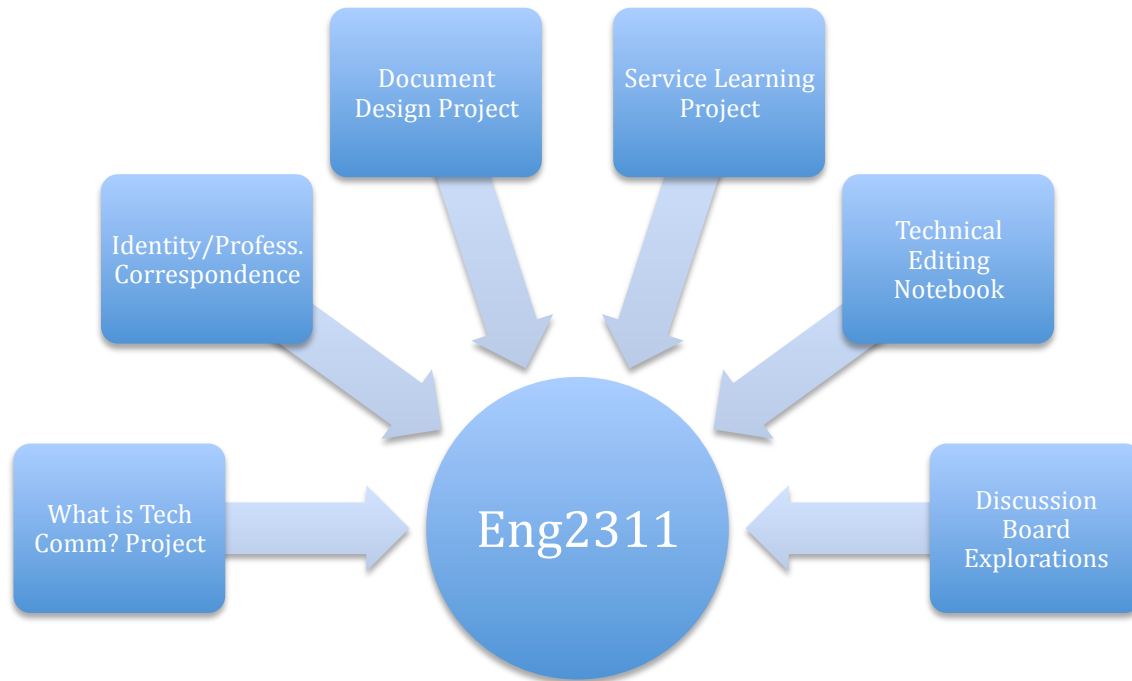 Document
Design Project
Service Learning
Project
Identity/Profess.
Correspondence
Technical
Editing
Notebook
What is Tech
Comm? Project
Eng2311
Discussion
Board
Explorations